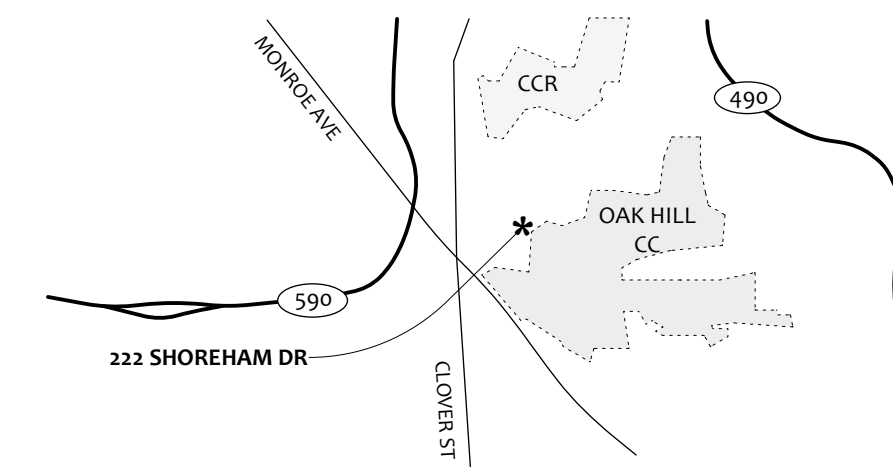 MONROE AVE
CCR
490
OAK HILL
CC
*
590
222 SHOREHAM DR
CLOVER ST